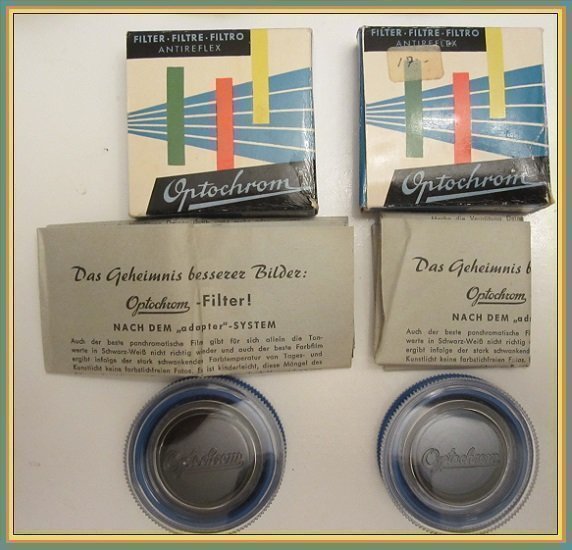 FILTER · FILTRE · FILTRO
ANTIREFLEX
Optochrom
FILTER · FILTRE · FILTRO
ANTIREFLEX
17.-
Optochrom
Das Geheimnis besserer Bilder:
Optochrom -Filter!
NACH DEM „adapter"-SYSTEM
Auch der beste panchromatische Film gibt für sich allein die Ton-
werte in Schwarz-Weiß nicht richtig wieder und auch der beste Farbfilm
ergibt infolge der stark schwankenden Farbtemperatur von Tages- und
Kunstlicht keine farbstichfreien Fotos. Es ist kinderleicht, diese Mängel des
Das Geheimnis b
Optochrom
NACH DEM „ad
Auch der beste panchromatische Film
werte in Schwarz-Weiß nicht richtig
ergibt infolge der stark schwankend
Kunstlicht keine farbstichfreien Fotos.
Optochrom
Optochrom